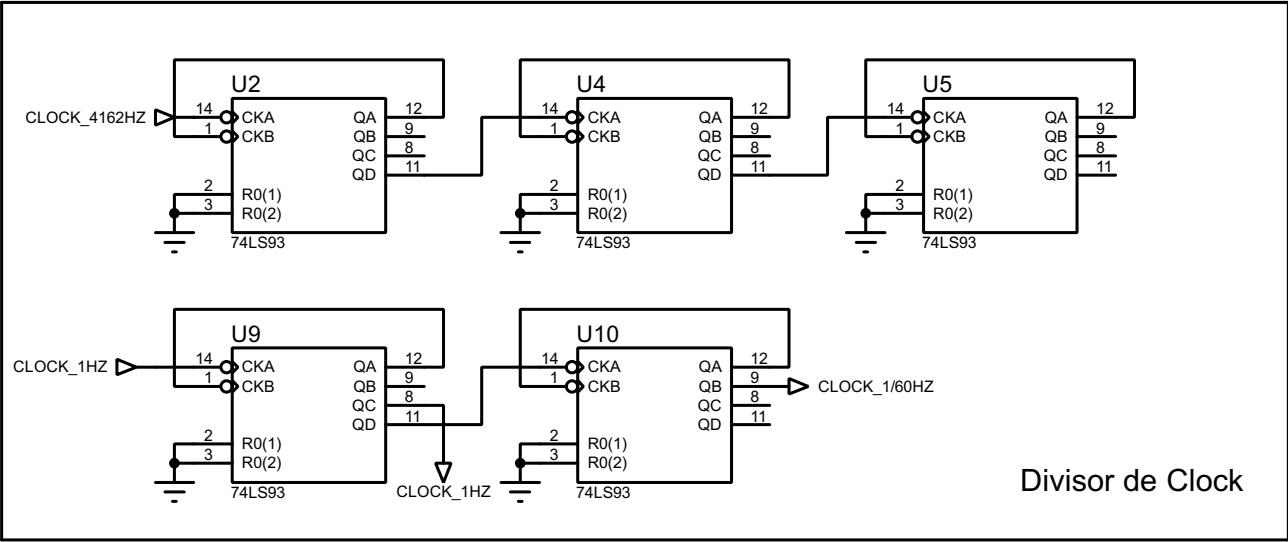 U2
CLOCK_4162HZ
14 CKA QA 12
1 CKB QB 9
QC 8
QD 11
2 R0(1)
3 R0(2)
74LS93
U4
14 CKA QA 12
1 CKB QB 9
QC 8
QD 11
2 R0(1)
3 R0(2)
74LS93
U5
14 CKA QA 12
1 CKB QB 9
QC 8
QD 11
2 R0(1)
3 R0(2)
74LS93
U9
CLOCK_1HZ
14 CKA QA 12
1 CKB QB 9
QC 8
QD 11
2 R0(1)
3 R0(2)
74LS93
CLOCK_1HZ
U10
14 CKA QA 12
1 CKB QB 9
CLOCK_1/60HZ
QC 8
QD 11
2 R0(1)
3 R0(2)
74LS93
Divisor de Clock